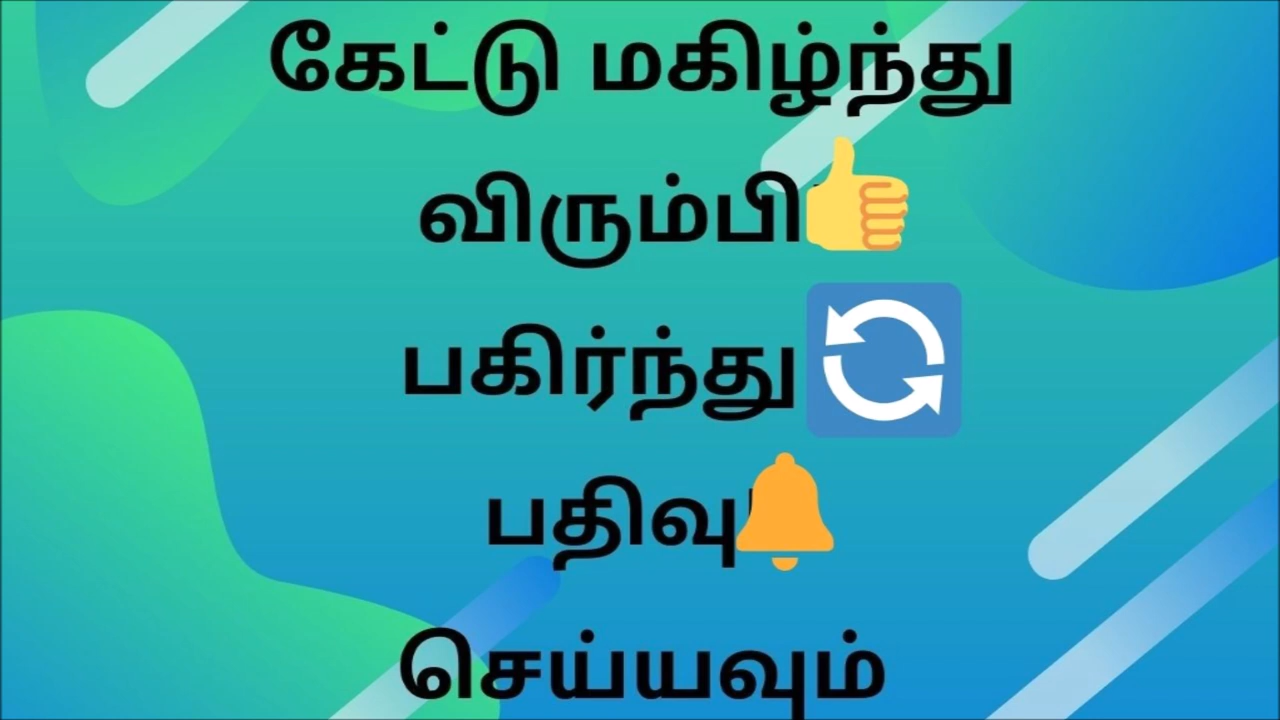 கேட்டு மகிழ்ந்து
விரும்பி
பகிர்ந்து
பதிவு
செய்யவும்